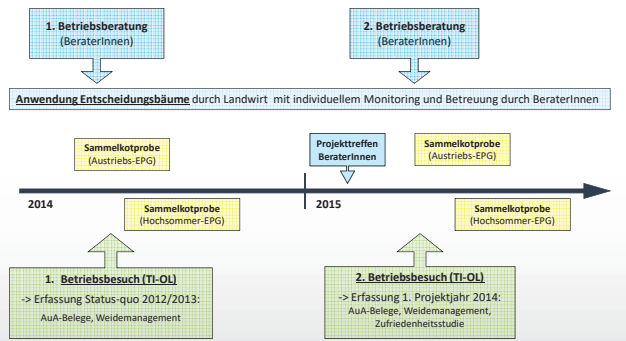 1. Betriebsberatung
(BeraterInnen)
2. Betriebsberatung
(BeraterInnen)
Anwendung Entscheidungsbäume durch Landwirt mit individuellem Monitoring und Betreuung durch BeraterInnen
Sammelkotprobe
(Austriebs-EPG)
Projekttreffen
BeraterInnen
Sammelkotprobe
(Austriebs-EPG)
2014
2015
Sammelkotprobe
(Hochsommer-EPG)
Sammelkotprobe
(Hochsommer-EPG)
1. Betriebsbesuch (TI-OL)
-> Erfassung Status-quo 2012/2013:
AuA-Belege, Weidemanagement
2. Betriebsbesuch (TI-OL)
-> Erfassung 1. Projektjahr 2014:
AuA-Belege, Weidemanagement,
Zufriedenheitsstudie